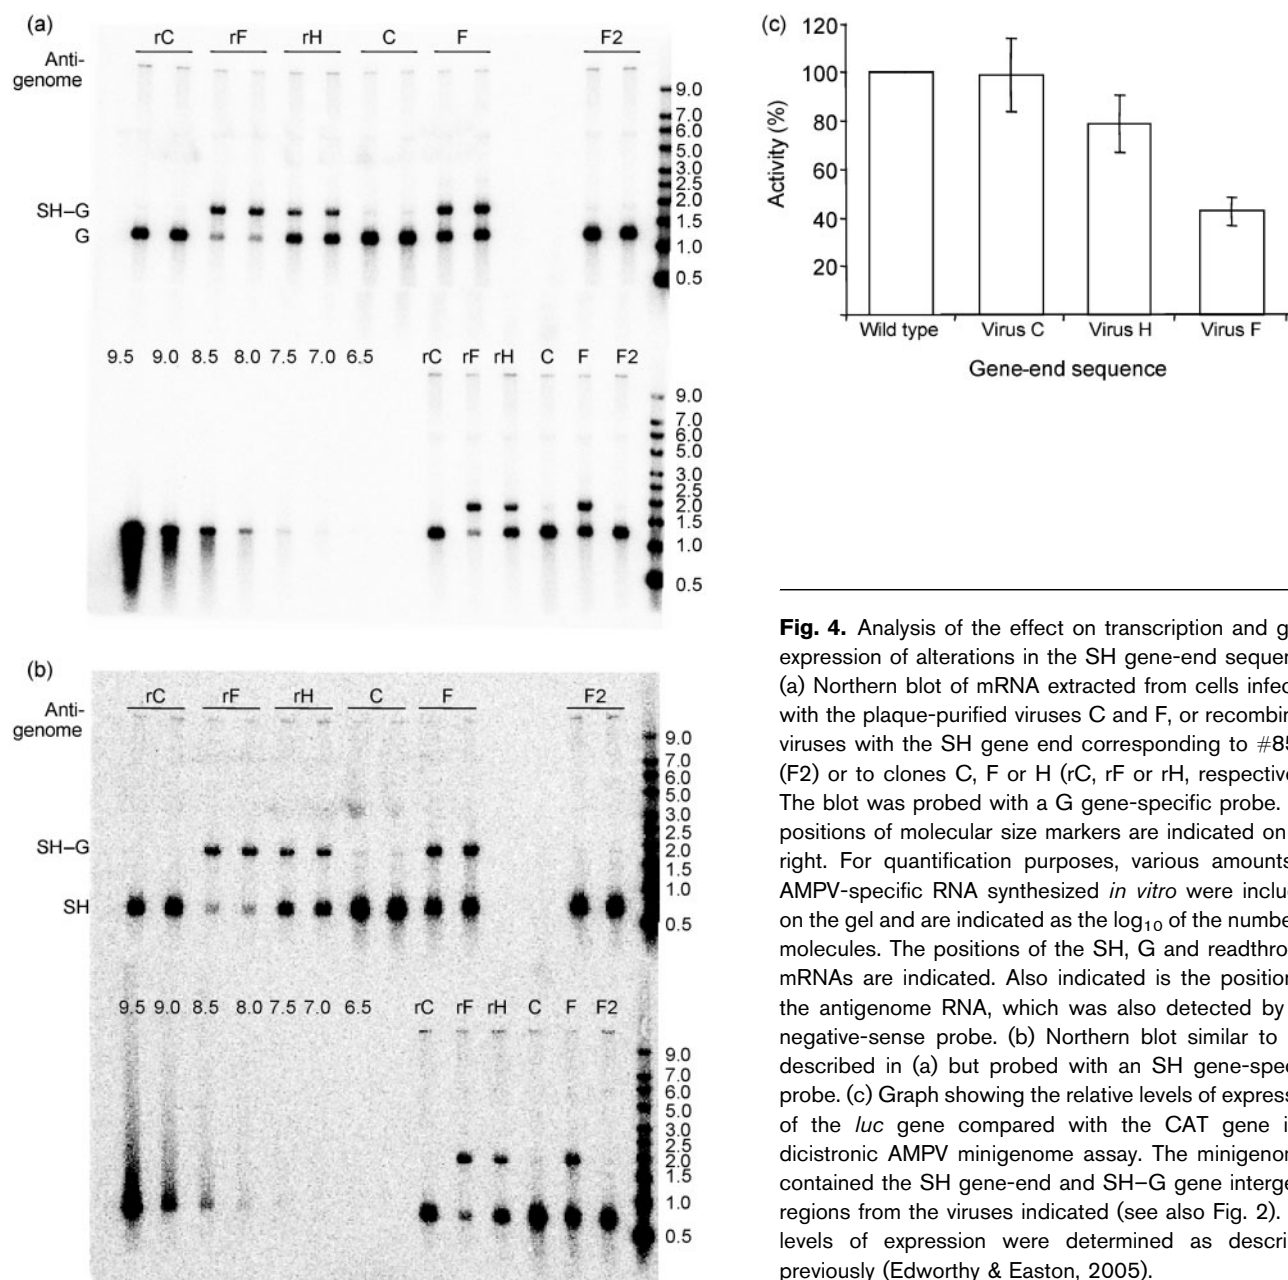 (a)
rC rF rH C F F2
Anti-
genome
9.0
7.0
6.0
5.0
3.0
2.5
2.0
1.5
1.0
0.5
SH–G
G
9.5 9.0 8.5 8.0 7.5 7.0 6.5 rC rF rH C F F2
9.0
7.0
6.0
5.0
3.0
2.5
2.0
1.5
1.0
0.5
(b)
rC rF rH C F F2
Anti-
genome
9.0
7.0
6.0
5.0
3.0
2.5
2.0
1.5
1.0
0.5
SH–G
SH
9.5 9.0 8.5 8.0 7.5 7.0 6.5 rC rF rH C F F2
9.0
7.0
6.0
5.0
3.0
2.5
2.0
1.5
1.0
0.5
(c)
120
100
80
60
40
20
Activity (%)
Wild type Virus C Virus H Virus F
Gene-end sequence
Fig. 4. Analysis of the effect on transcription and g
expression of alterations in the SH gene-end sequen
(a) Northern blot of mRNA extracted from cells infec
with the plaque-purified viruses C and F, or recombin
viruses with the SH gene end corresponding to #85
(F2) or to clones C, F or H (rC, rF or rH, respective
The blot was probed with a G gene-specific probe.
positions of molecular size markers are indicated on
right. For quantification purposes, various amounts
AMPV-specific RNA synthesized in vitro were inclu
on the gel and are indicated as the log10 of the number
molecules. The positions of the SH, G and readthro
mRNAs are indicated. Also indicated is the position
the antigenome RNA, which was also detected by
negative-sense probe. (b) Northern blot similar to
described in (a) but probed with an SH gene-spec
probe. (c) Graph showing the relative levels of express
of the luc gene compared with the CAT gene i
dicistronic AMPV minigenome assay. The minigenom
contained the SH gene-end and SH–G gene interge
regions from the viruses indicated (see also Fig. 2).
levels of expression were determined as descri
previously (Edworthy & Easton, 2005).